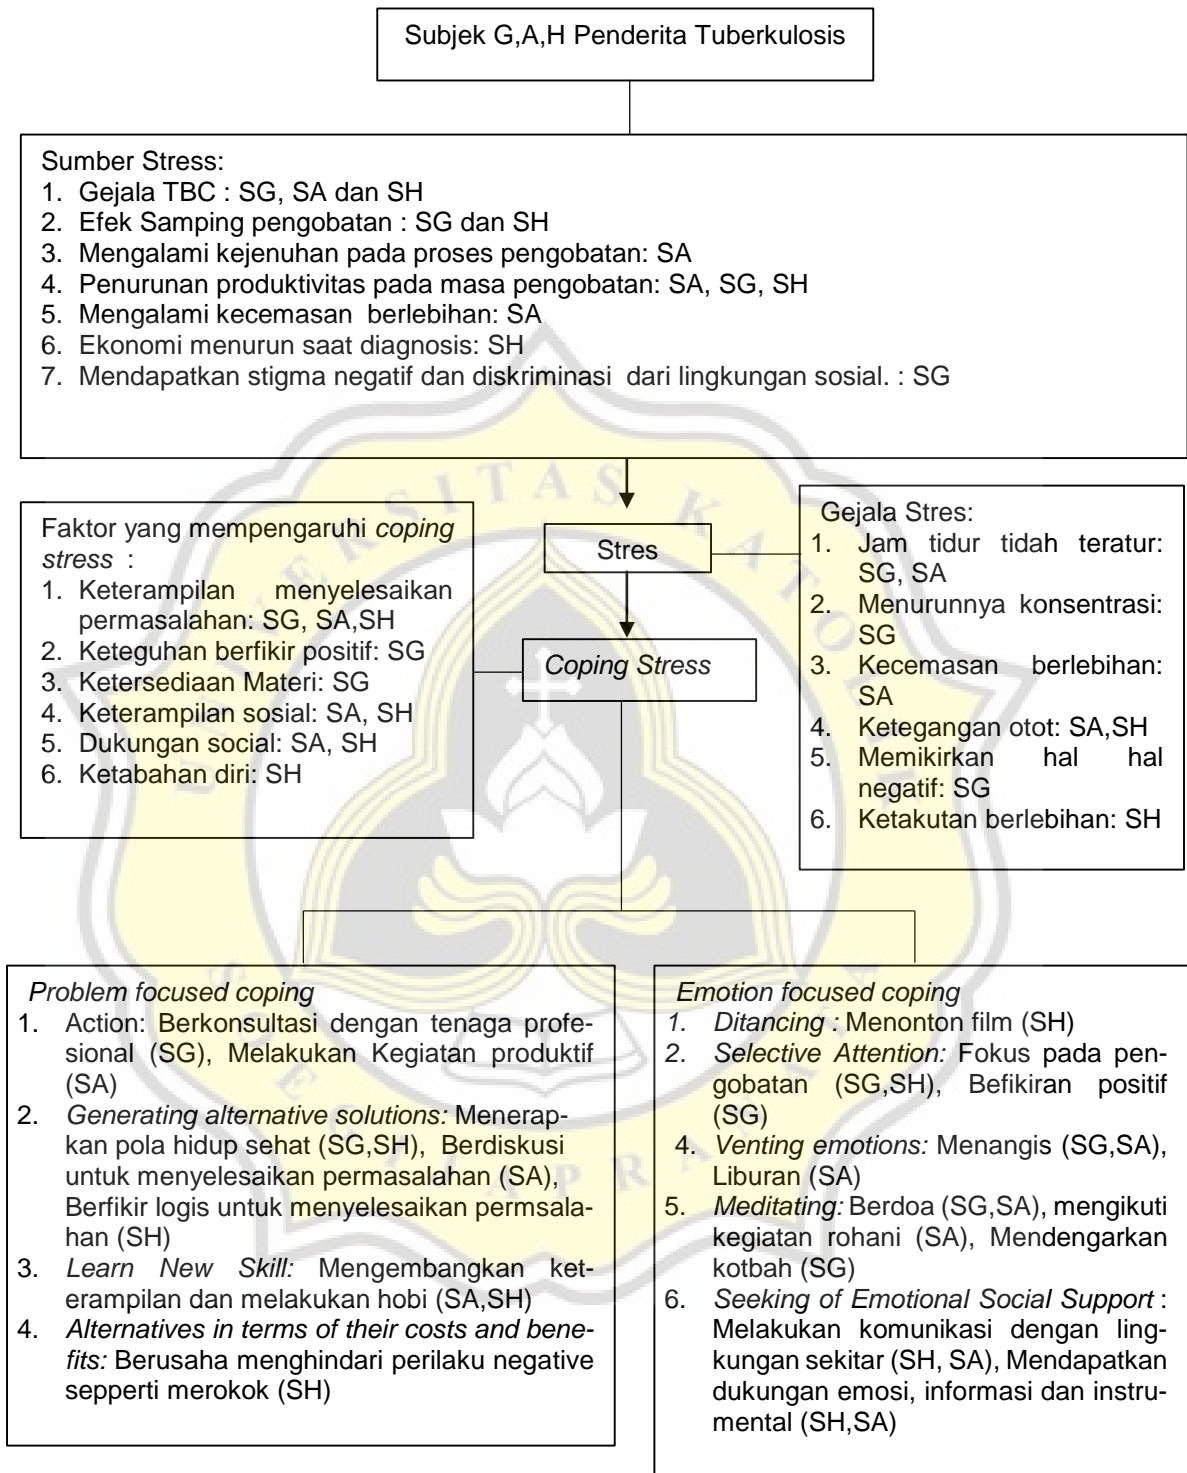 Subjek G,A,H Penderita Tuberkulosis
Sumber Stress:
1. Gejala TBC : SG, SA dan SH
2. Efek Samping pengobatan : SG dan SH
3. Mengalami kejenuhan pada proses pengobatan: SA
4. Penurunan produktivitas pada masa pengobatan: SA, SG, SH
5. Mengalami kecemasan berlebihan: SA
6. Ekonomi menurun saat diagnosis: SH
7. Mendapatkan stigma negatif dan diskriminasi dari lingkungan sosial. : SG
Faktor yang mempengaruhi coping
stress :
1. Keterampilan menyelesaikan
permasalahan: SG, SA,SH
2. Keteguhan berfikir positif: SG
3. Ketersediaan Materi: SG
4. Keterampilan sosial: SA, SH
5. Dukungan social: SA, SH
6. Ketabahan diri: SH
Stres
Coping Stress
Gejala Stres:
1. Jam tidur tidah teratur:
SG, SA
2. Menurunnya konsentrasi:
SG
3. Kecemasan berlebihan:
SA
4. Ketegangan otot: SA,SH
5. Memikirkan hal hal
negatif: SG
6. Ketakutan berlebihan: SH
Problem focused coping
1. Action: Berkonsultasi dengan tenaga profe-
sional (SG), Melakukan Kegiatan produktif
(SA)
2. Generating alternative solutions: Menerap-
kan pola hidup sehat (SG,SH), Berdiskusi
untuk menyelesaikan permasalahan (SA),
Berfikir logis untuk menyelesaikan permsala-
han (SH)
3. Learn New Skill: Mengembangkan ket-
erampilan dan melakukan hobi (SA,SH)
4. Alternatives in terms of their costs and bene-
fits: Berusaha menghindari perilaku negative
sepperti merokok (SH)
Emotion focused coping
1. Ditancing : Menonton film (SH)
2. Selective Attention: Fokus pada pen-
gobatan (SG,SH), Befikiran positif
(SG)
4. Venting emotions: Menangis (SG,SA),
Liburan (SA)
5. Meditating: Berdoa (SG,SA), mengikuti
kegiatan rohani (SA), Mendengarkan
kotbah (SG)
6. Seeking of Emotional Social Support :
Melakukan komunikasi dengan ling-
kungan sekitar (SH, SA), Mendapatkan
dukungan emosi, informasi dan instru-
mental (SH,SA)
UNIVERSITAS KATOLIK
SOEGIJAPRANATA